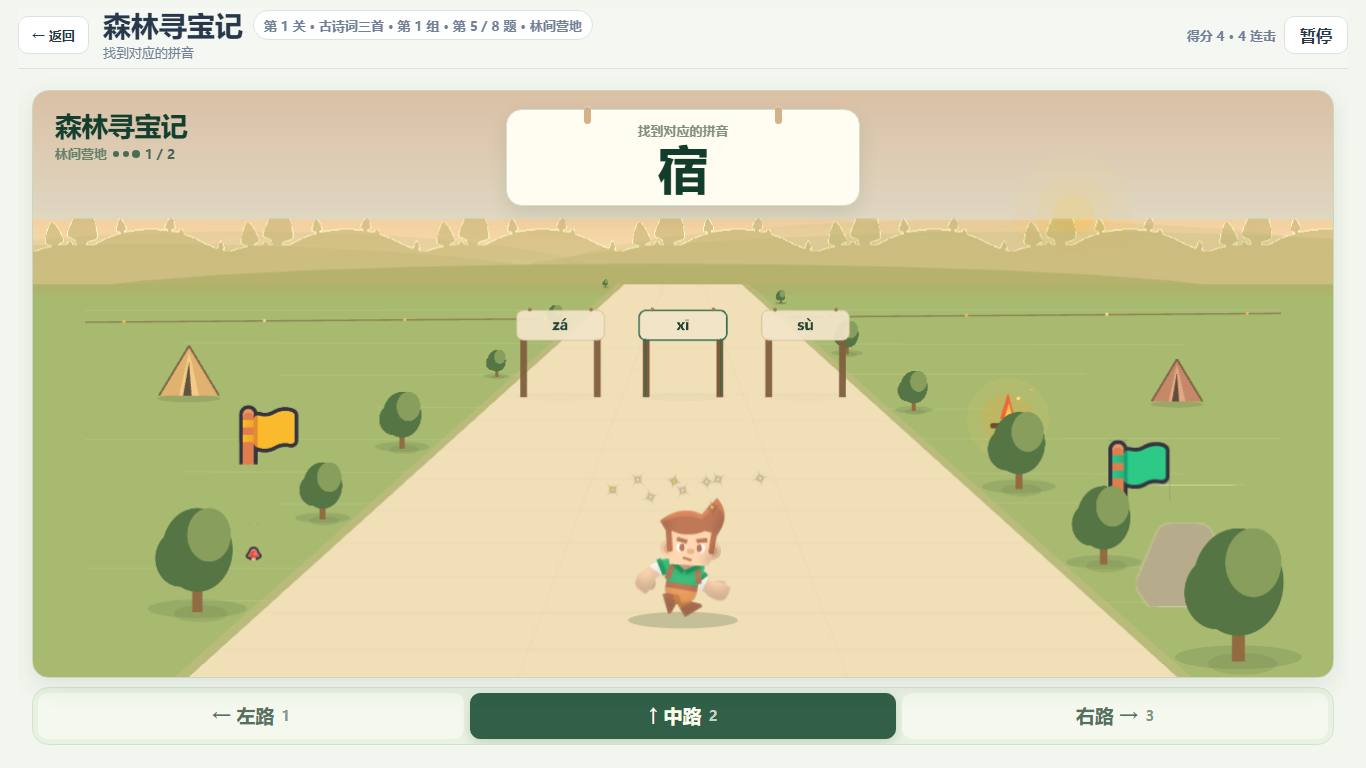 ← 返回
森林寻宝记
第 1 关 • 古诗词三首 • 第 1 组 • 第 5 / 8 题 • 林间营地
找到对应的拼音
得分 4 • 4 连击
暂停
森林寻宝记
林间营地 ●●● 1 / 2
找到对应的拼音
宿
zá
xī
sù
← 左路 1
↑ 中路 2
右路 → 3